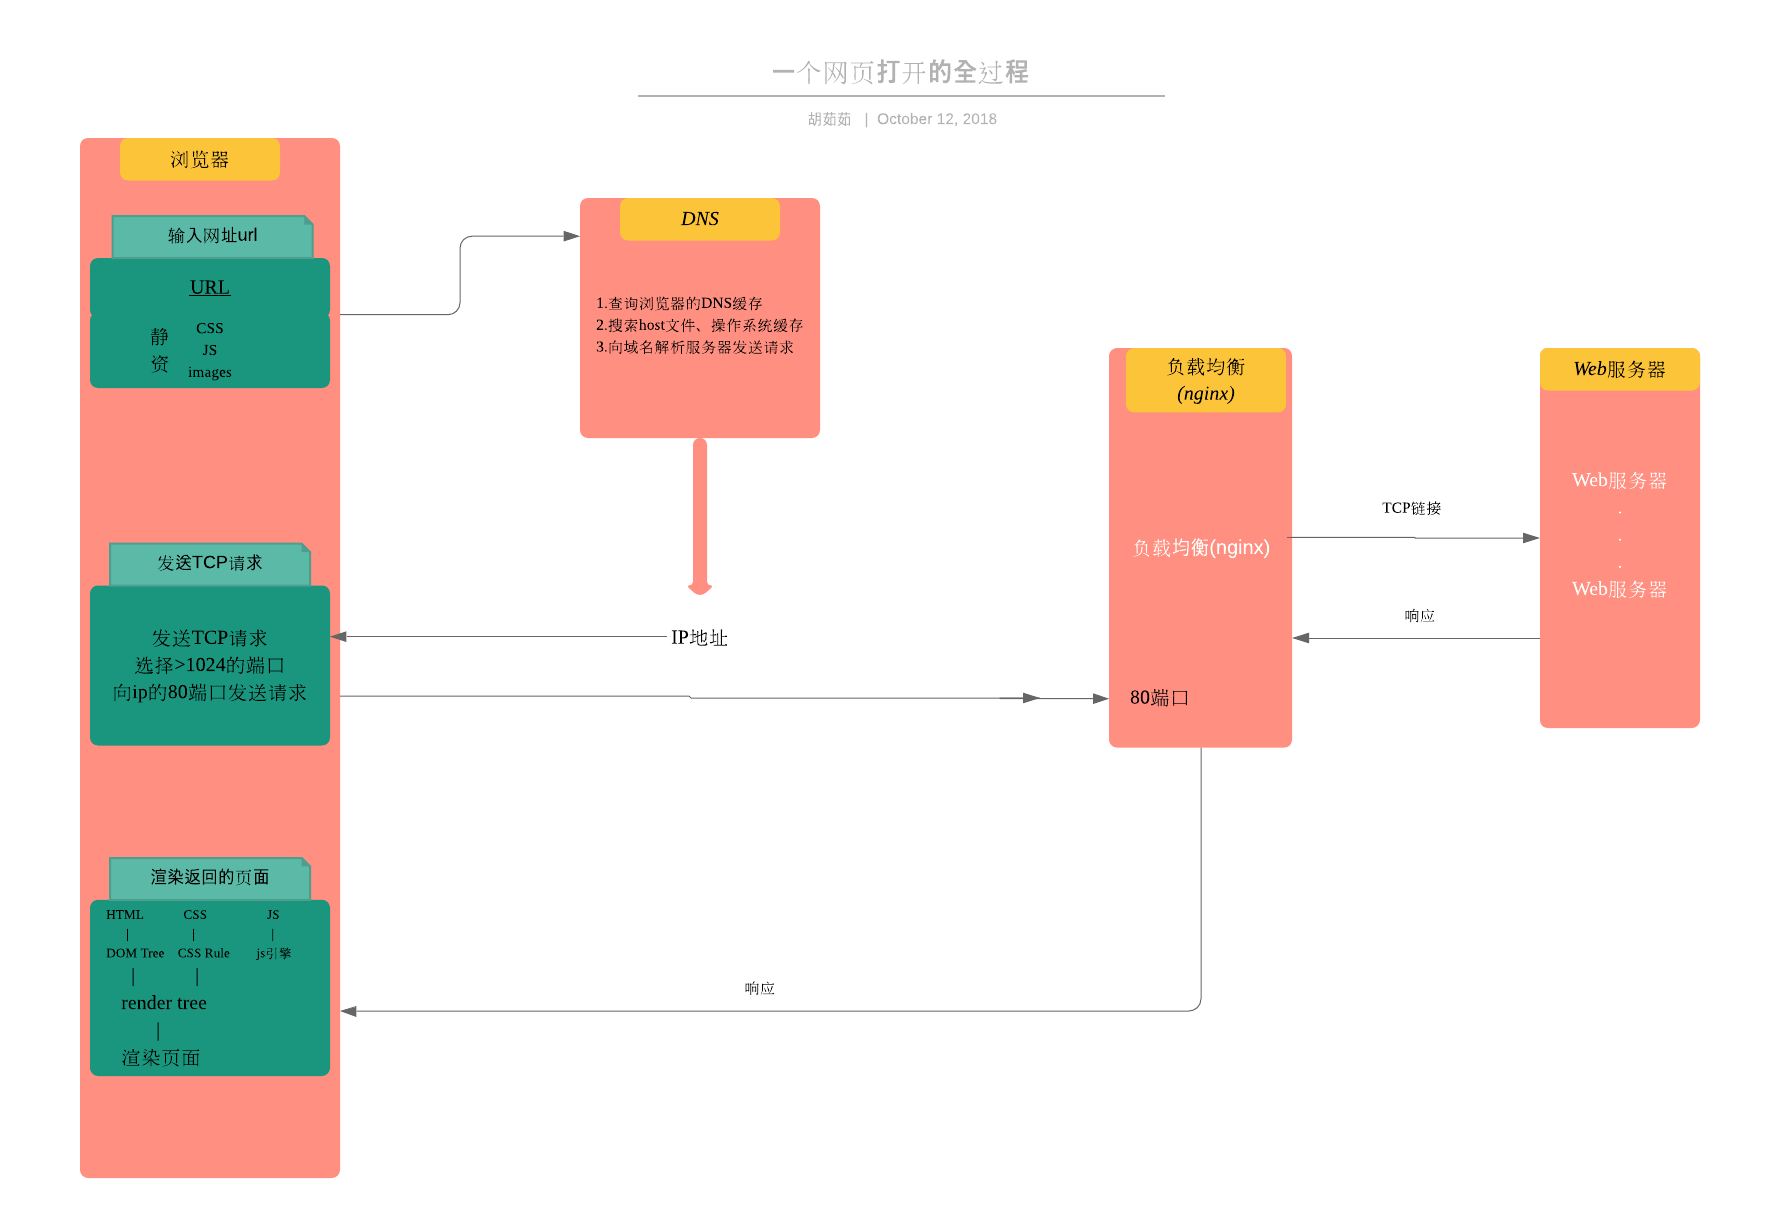 一个网页打开的全过程
胡茹茹 | October 12, 2018
浏览器
输入网址url
URL
静 CSS
JS
资 images
DNS
1.查询浏览器的DNS缓存
2.搜索host文件、操作系统缓存
3.向域名解析服务器发送请求
负载均衡
(nginx)
负载均衡(nginx)
80端口
TCP链接
响应
Web服务器
Web服务器
.
.
.
Web服务器
发送TCP请求
发送TCP请求
选择>1024的端口
向ip的80端口发送请求
IP地址
渲染返回的页面
HTML CSS JS
| | |
DOM Tree CSS Rule js引擎
| |
render tree
|
渲染页面
响应